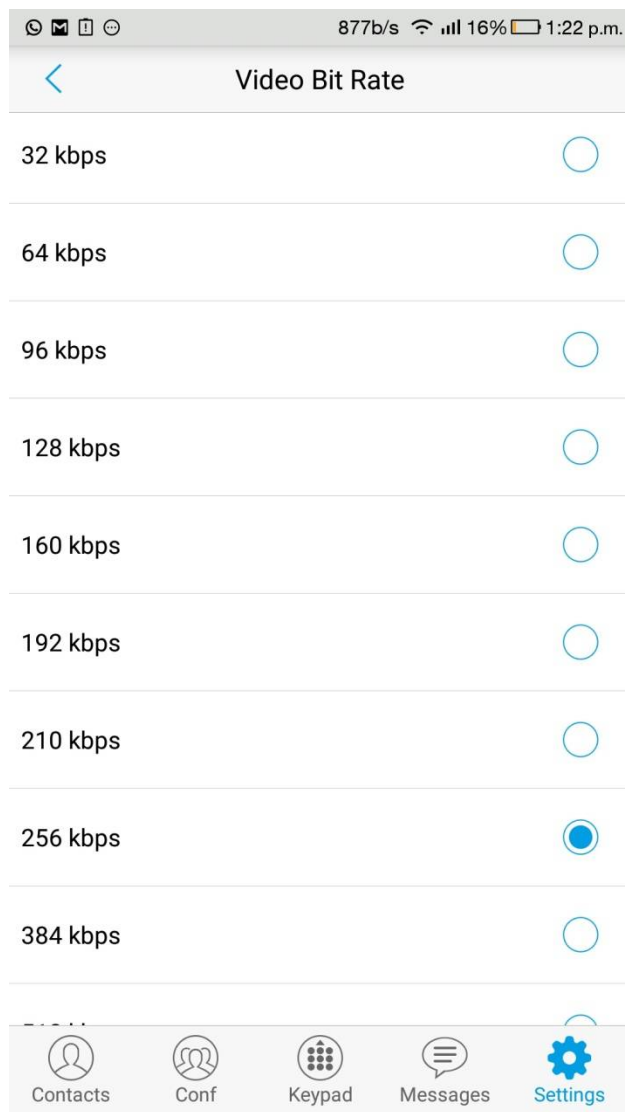 877b/s 16% 1:22 p.m.
Video Bit Rate
32 kbps
64 kbps
96 kbps
128 kbps
160 kbps
192 kbps
210 kbps
256 kbps
384 kbps
Contacts Conf Keypad Messages Settings